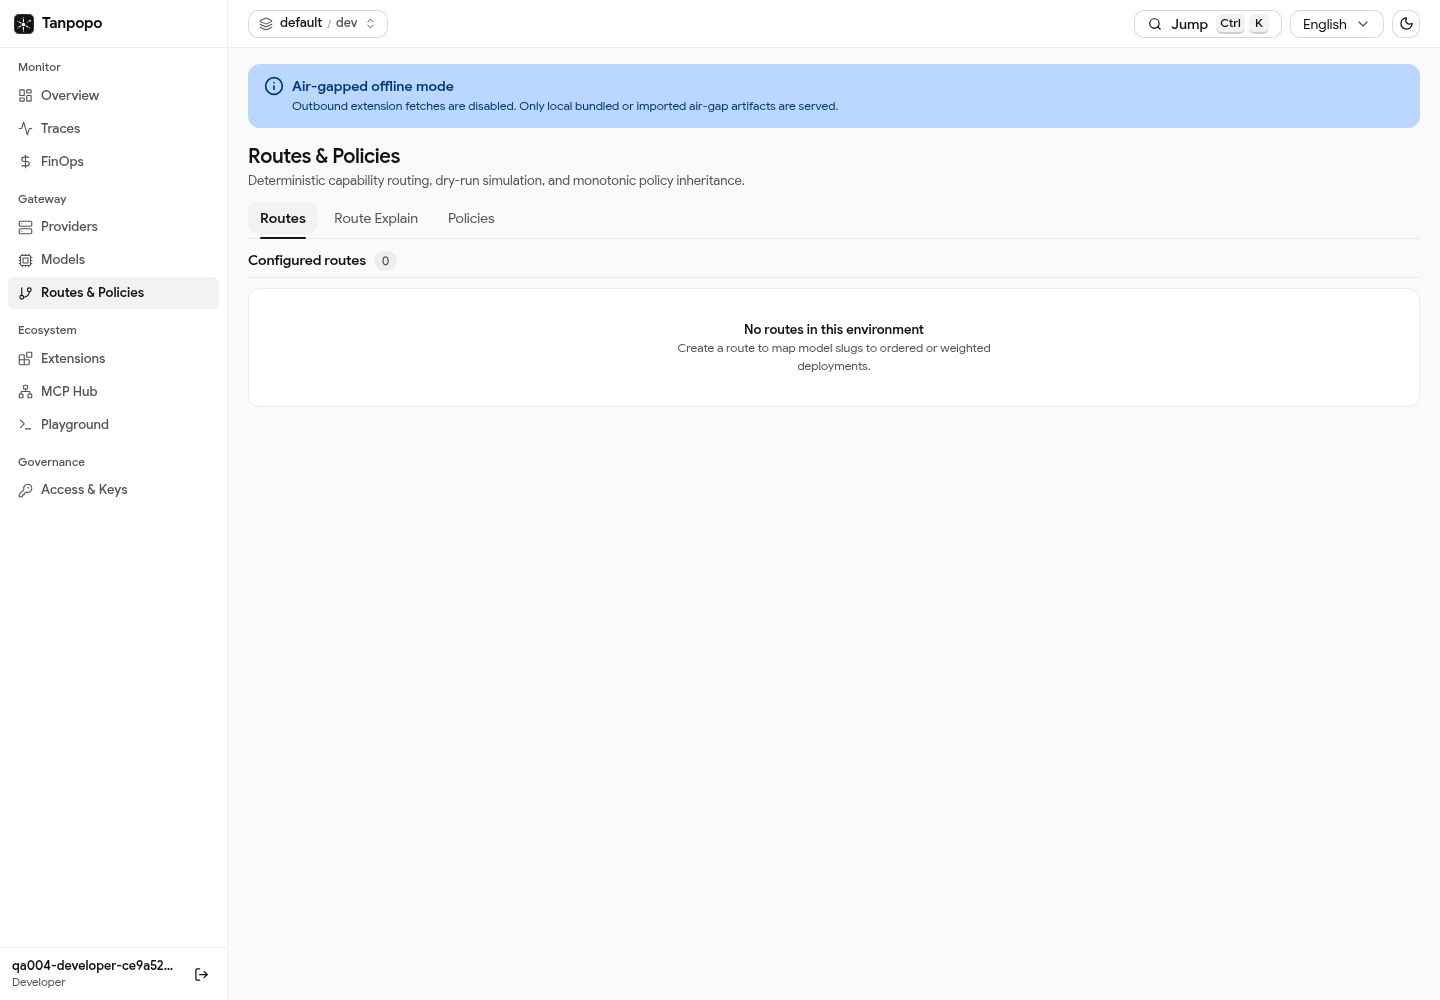 Tanpopo
default / dev
Jump Ctrl K
English
Monitor
Overview
Traces
FinOps
Gateway
Providers
Models
Routes & Policies
Ecosystem
Extensions
MCP Hub
Playground
Governance
Access & Keys
qa004-developer-ce9a52...
Developer
Air-gapped offline mode
Outbound extension fetches are disabled. Only local bundled or imported air-gap artifacts are served.
Routes & Policies
Deterministic capability routing, dry-run simulation, and monotonic policy inheritance.
Routes Route Explain Policies
Configured routes 0
No routes in this environment
Create a route to map model slugs to ordered or weighted
deployments.